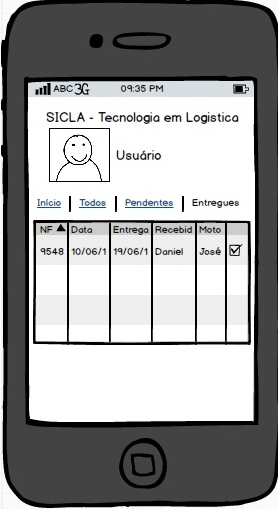 ABC 3G 09:35 PM
SICLA - Tecnologia em Logistica
Usuário
Início Todos Pendentes Entregues
NF Data Entrega Recebid Moto
9548 10/06/1 19/06/1 Daniel José